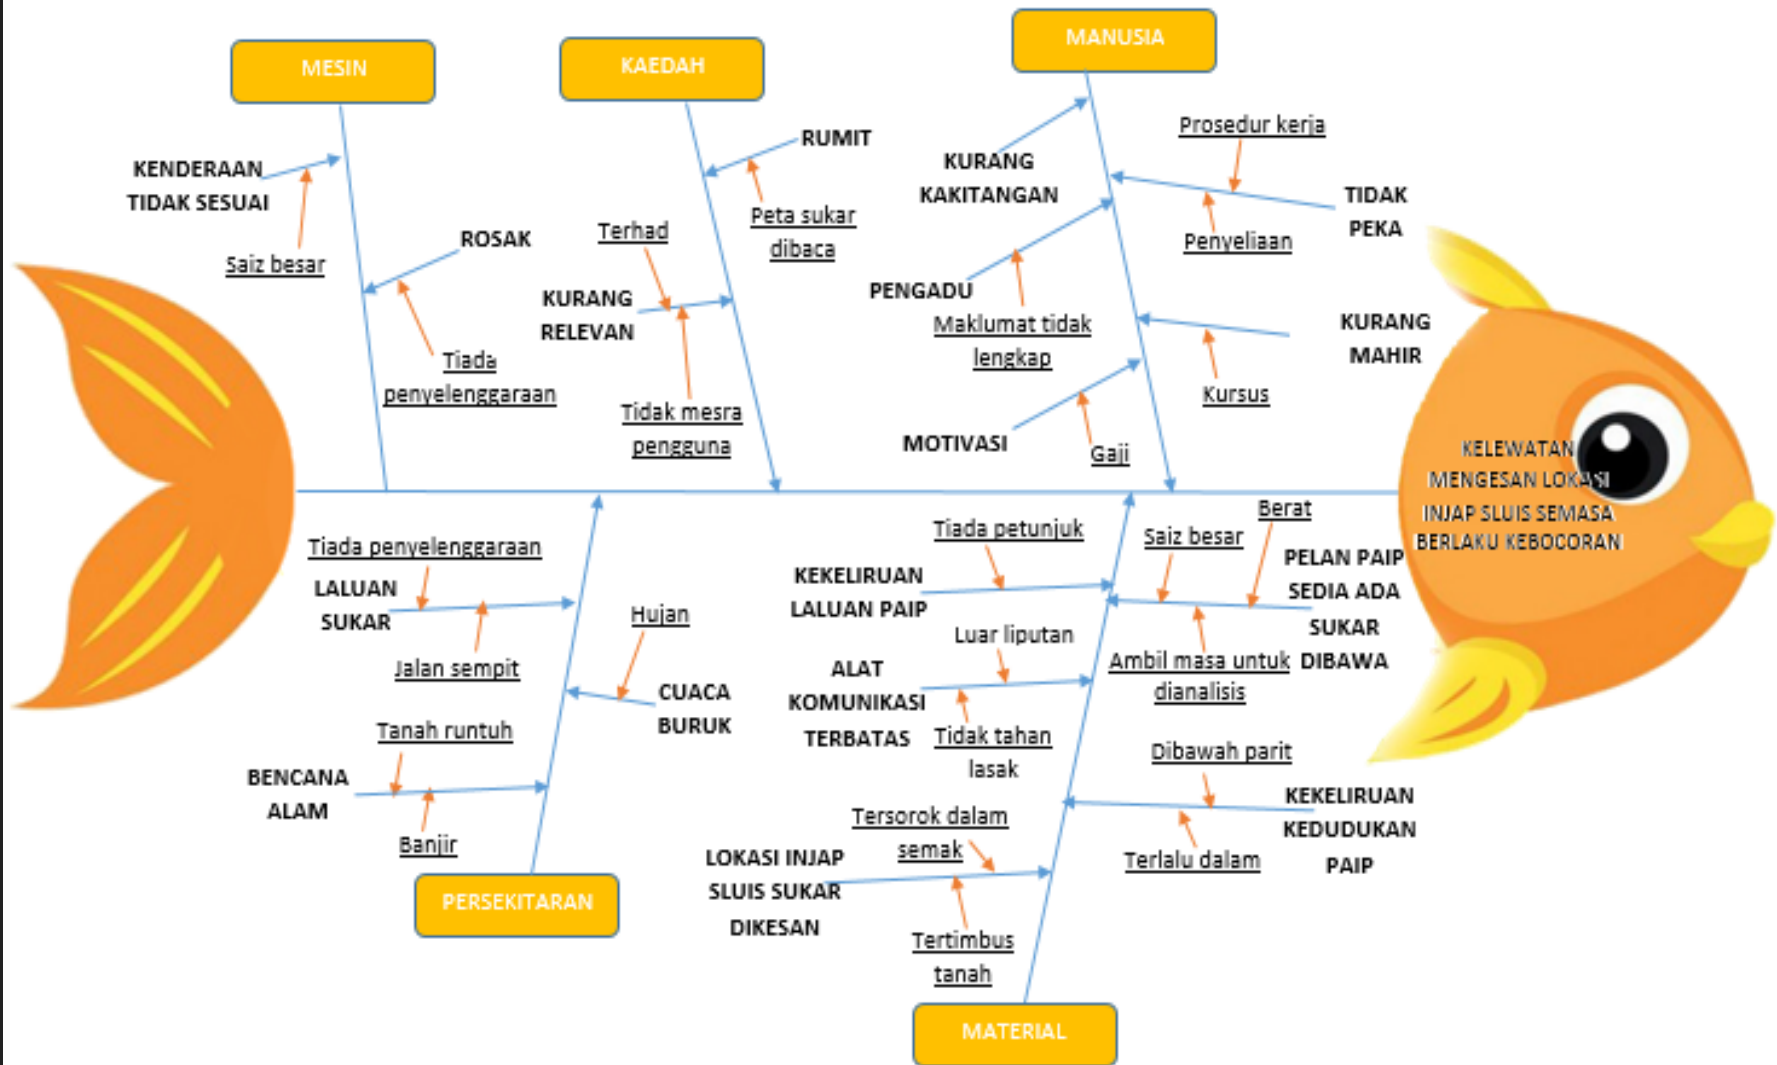 MESIN
KAEDAH
MANUSIA
KENDERAAN
TIDAK SESUAI
Saiz besar
ROSAK
Tiada
penyelenggaraan
RUMIT
Peta sukar
dibaca
Terhad
KURANG
RELEVAN
Tidak mesra
pengguna
KURANG
KAKITANGAN
Prosedur kerja
TIDAK
PEKA
Penyeliaan
PENGADU
Maklumat tidak
lengkap
KURANG
MAHIR
Kursus
MOTIVASI
Gaji
KELEWATAN
MENGESAN LOKASI
INJAP SLUIS SEMASA
BERLAKU KEBOCORAN
Tiada penyelenggaraan
LALUAN
SUKAR
Jalan sempit
Hujan
CUACA
BURUK
Tanah runtuh
BENCANA
ALAM
Banjir
PERSEKITARAN
Tiada petunjuk
KEKELIRUAN
LALUAN PAIP
Berat
Saiz besar
PELAN PAIP
SEDIA ADA
SUKAR
DIBAWA
Ambil masa untuk
dianalisis
Luar liputan
ALAT
KOMUNIKASI
TERBATAS
Tidak tahan
lasak
Dibawah parit
KEKELIRUAN
KEDUDUKAN
PAIP
Terlalu dalam
Tersorok dalam
semak
LOKASI INJAP
SLUIS SUKAR
DIKESAN
Tertimbus
tanah
MATERIAL